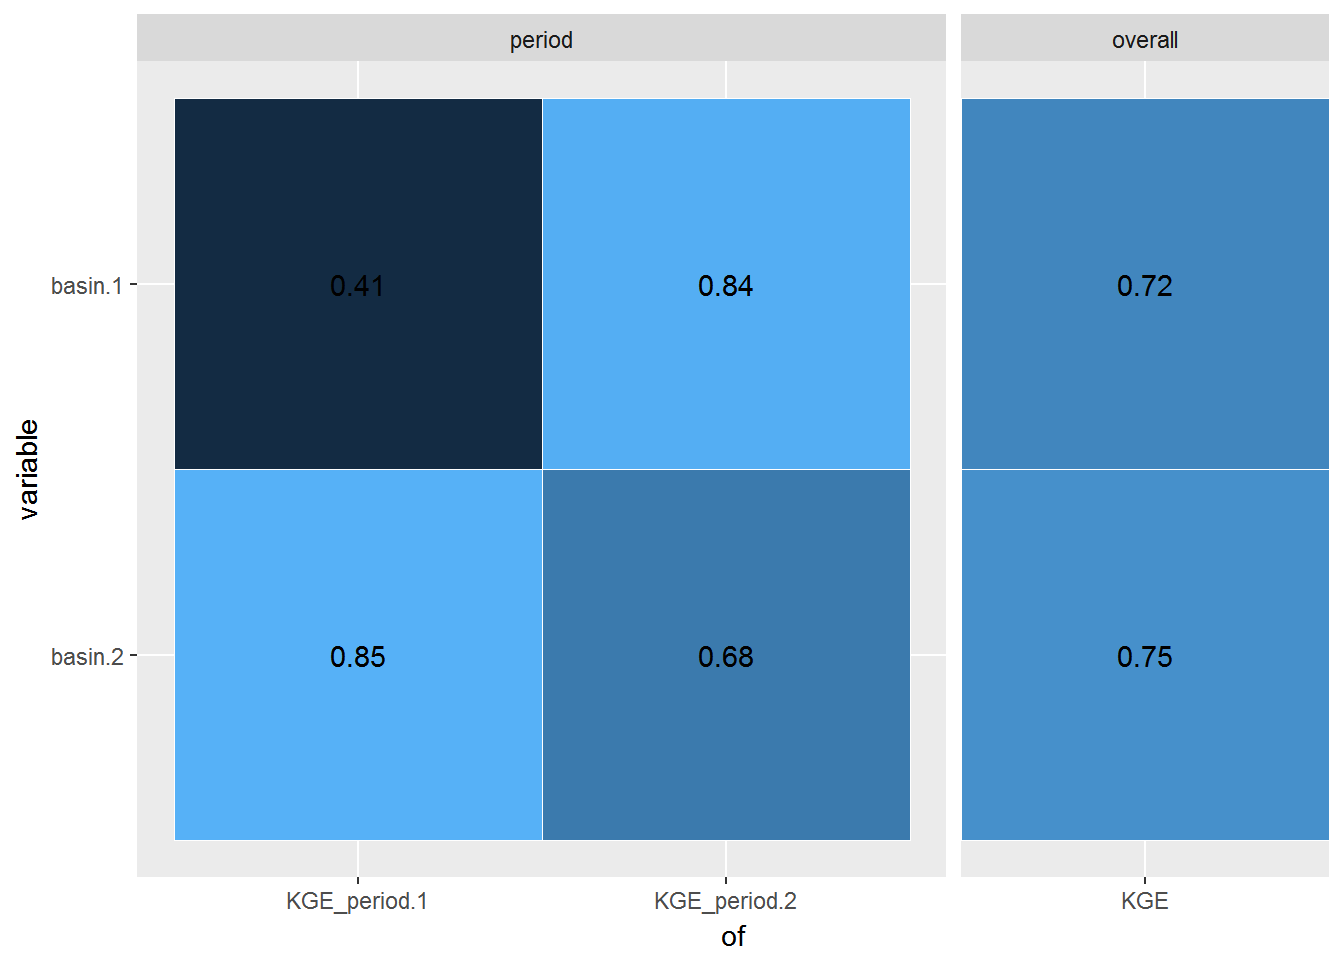 period
overall
variable
basin.1
0.41
0.84
0.72
basin.2
0.85
0.68
0.75
KGE_period.1
KGE_period.2
KGE
of